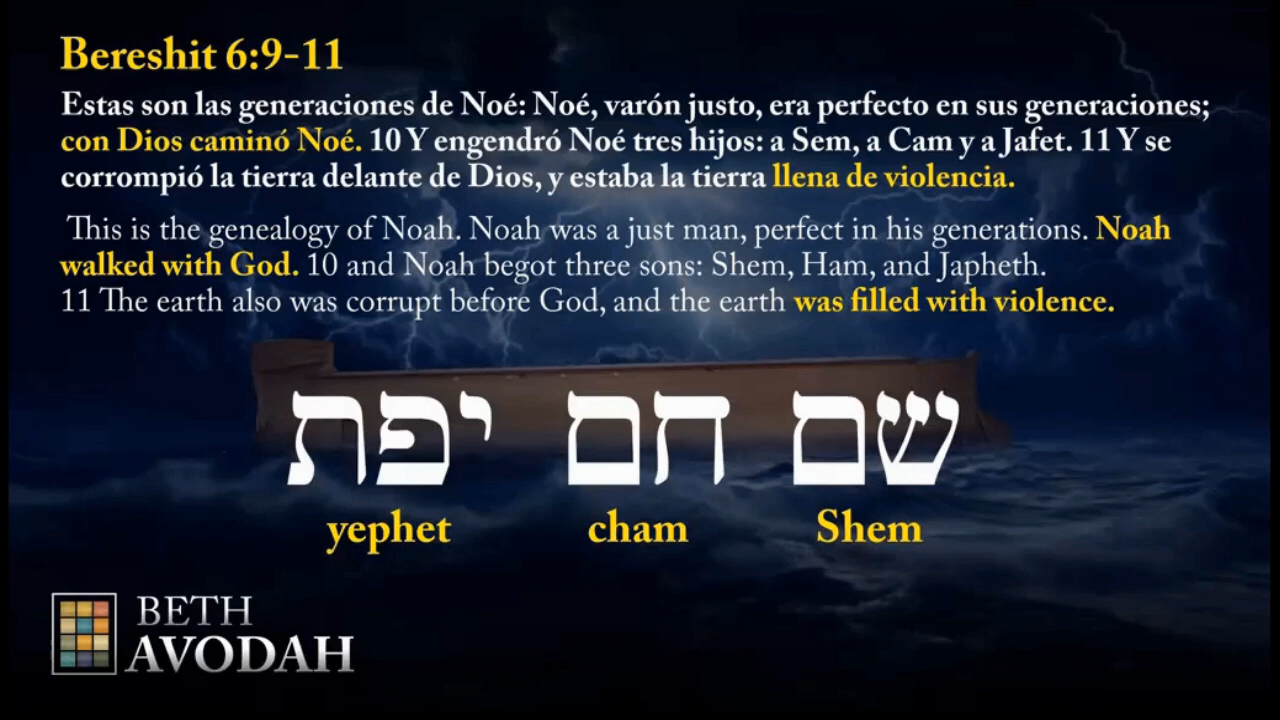 Bereshit 6:9-11
Estas son las generaciones de Noé: Noé, varón justo, era perfecto en sus generaciones;
con Dios caminó Noé. 10 Y engendró Noé tres hijos: a Sem, a Cam y a Jafet. 11 Y se
corrompió la tierra delante de Dios, y estaba la tierra llena de violencia.
This is the genealogy of Noah. Noah was a just man, perfect in his generations. Noah
walked with God. 10 and Noah begot three sons: Shem, Ham, and Japheth.
11 The earth also was corrupt before God, and the earth was filled with violence.
שם חם יפת
yephet cham Shem
BETH
AVODAH